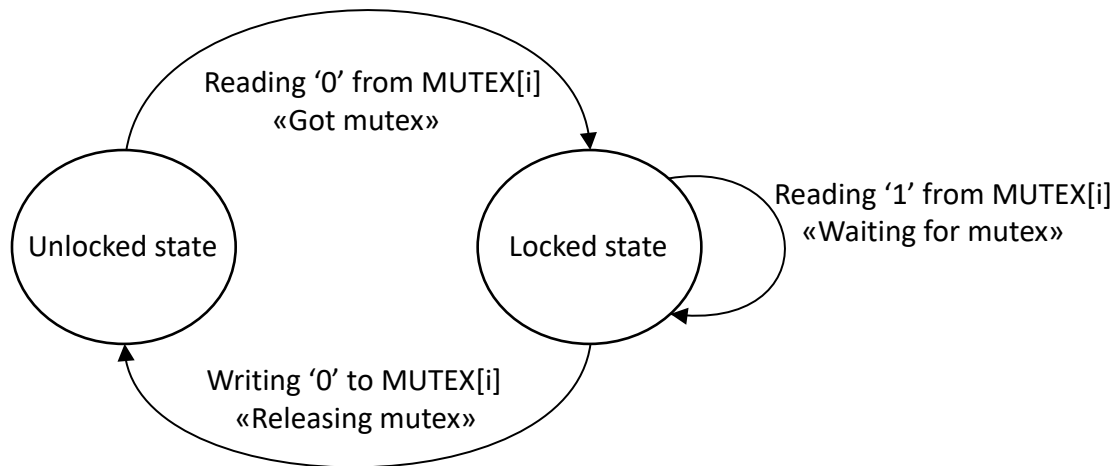 Reading ‘0’ from MUTEX[i]
«Got mutex»
Unlocked state
Locked state
Reading ‘1’ from MUTEX[i]
«Waiting for mutex»
Writing ‘0’ to MUTEX[i]
«Releasing mutex»